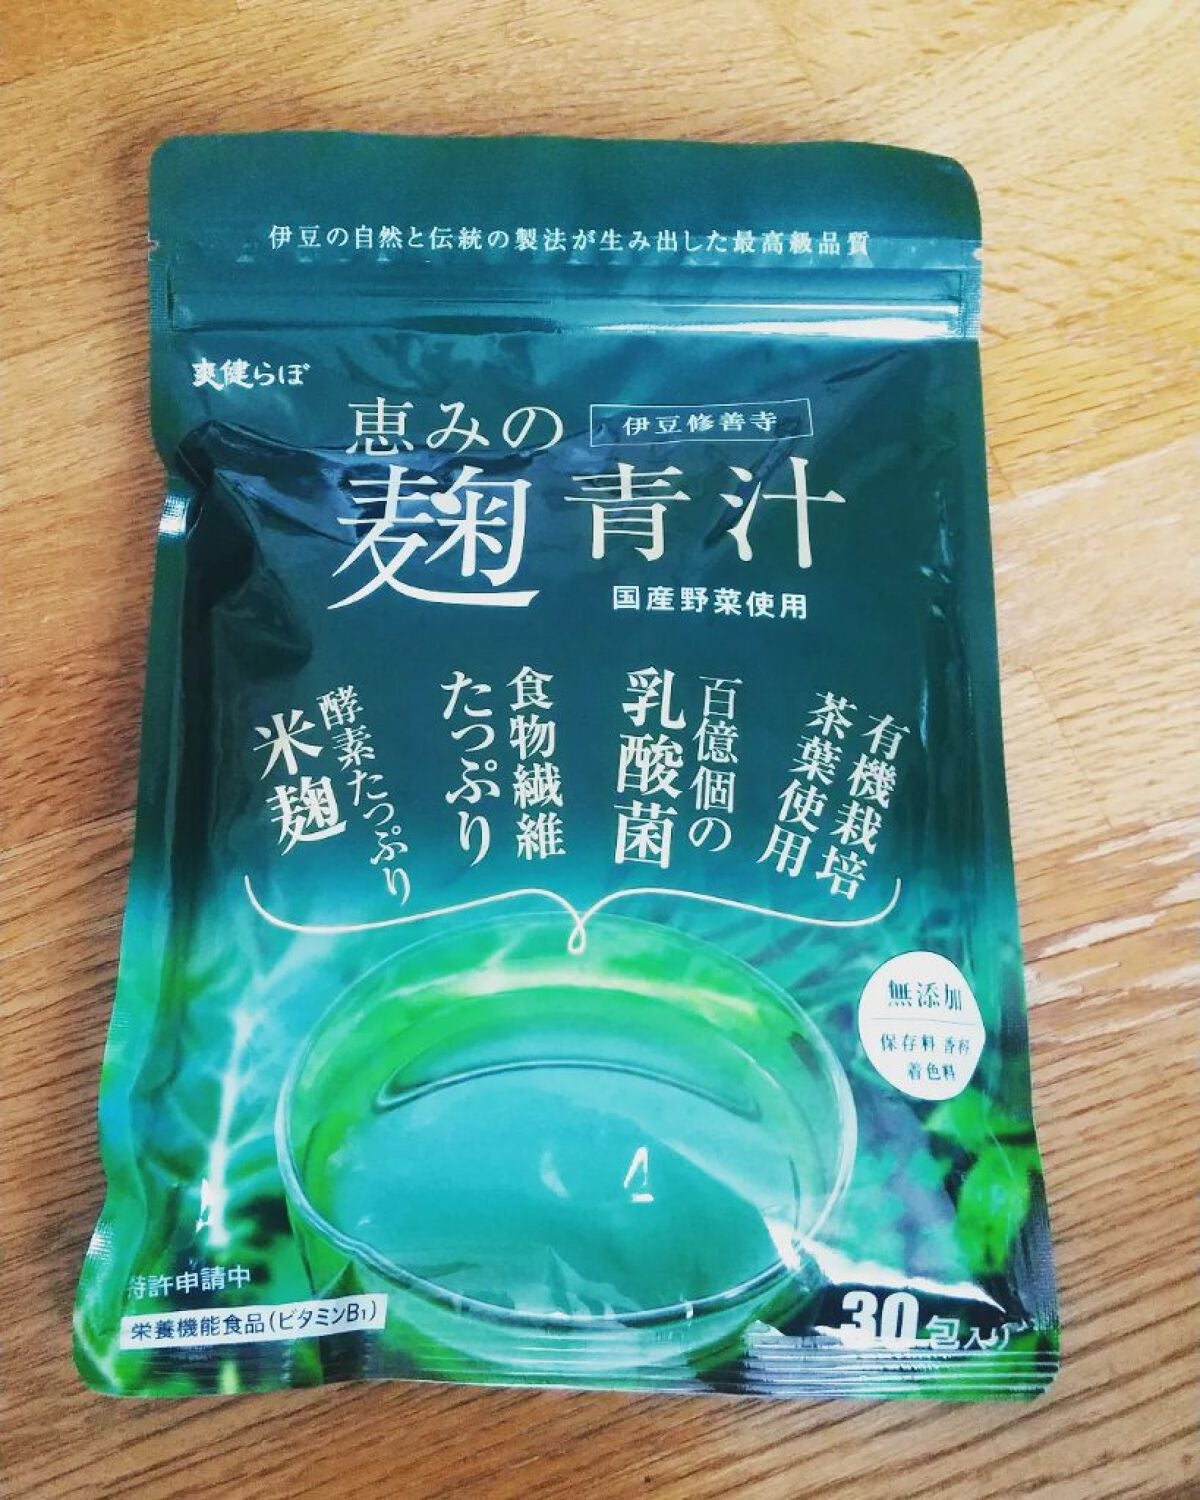 伊豆の自然と伝統の製法が生み出した最高級品質
爽健らぼ
恵みの
伊豆修善寺
麹青汁
国産野菜使用
有機栽培
茶葉使用
百億個の
乳酸菌
食物繊維
たっぷり
酵素たっぷり
米麹
無添加
保存料 香料
着色料
特許申請中
栄養機能食品(ビタミンB1)
30包入り